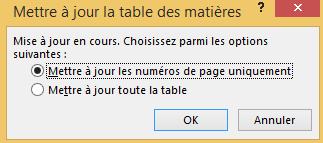 Mettre à jour la table des matières
Mise à jour en cours. Choisissez parmi les options
suivantes :
Mettre à jour les numéros de page uniquement
Mettre à jour toute la table
OK
Annuler